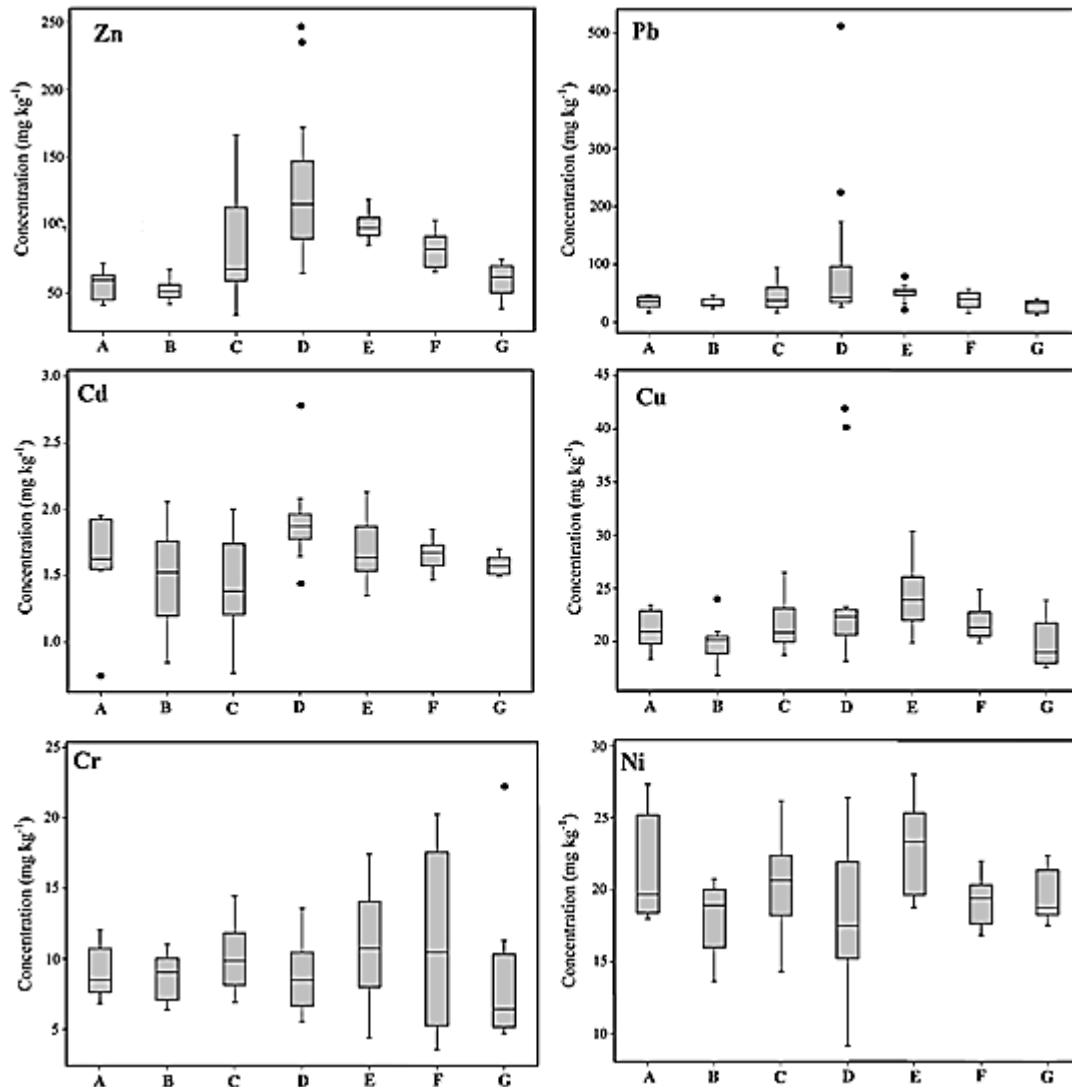 Zn
Concentration (mg kg⁻¹)
250
200
150
100
50
A B C D E F G
Pb
Concentration (mg kg⁻¹)
500
400
300
200
100
0
A B C D E F G
Cd
Concentration (mg kg⁻¹)
3.0
2.5
2.0
1.5
1.0
A B C D E F G
Cu
Concentration (mg kg⁻¹)
45
40
35
30
25
20
A B C D E F G
Cr
Concentration (mg kg⁻¹)
25
20
15
10
5
A B C D E F G
Ni
Concentration (mg kg⁻¹)
30
25
20
15
10
A B C D E F G